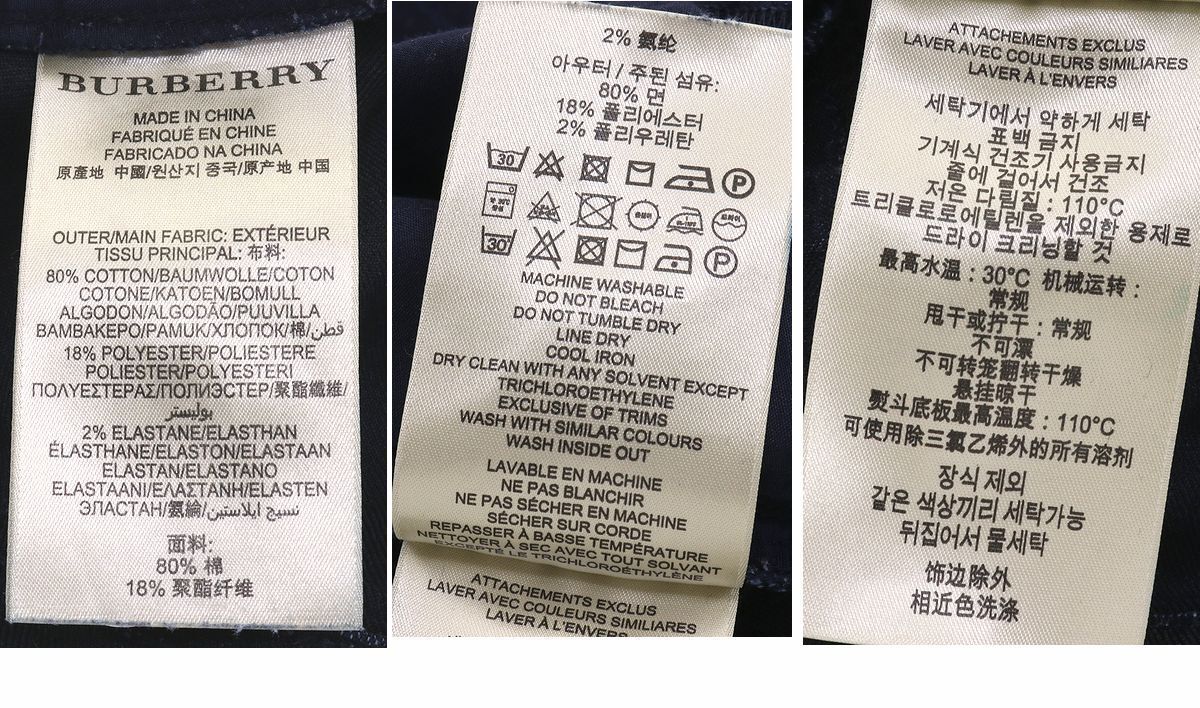 BURBERRY
MADE IN CHINA
FABRIQUÉ EN CHINE
FABRICADO NA CHINA
原產地 中國/원산지 중국/原产地 中国
OUTER/MAIN FABRIC: EXTÉRIEUR
TISSU PRINCIPAL: 布料:
80% COTTON/BAUMWOLLE/COTON
COTONE/KATOEN/BOMULL
ALGODON/ALGODÃO/PUUVILLA
BAMBAKEPO/PAMUK/ХЛОПОК/棉/قطن
18% POLYESTER/POLIESTERE
POLIESTER/POLYESTERI
ΠΟΛΥΕΣΤΕΡΑΣ/ПОЛИЭСТЕР/聚酯纖維/
بوليستر
2% ELASTANE/ELASTHAN
ÉLASTHANE/ELASTON/ELASTAAN
ELASTAN/ELASTANO
ELASTAANI/ΕΛΑΣΤΑΝΗ/ELASTEN
ЭЛАСТАН/氨綸/نسيج ايلاستين
面料:
80% 棉
18% 聚酯纤维
2% 氨纶
아우터 / 주된 섬유:
80% 면
18% 폴리에스터
2% 폴리우레탄
30 P
약 30℃ 중성
중성 드라이
30 P
MACHINE WASHABLE
DO NOT BLEACH
DO NOT TUMBLE DRY
LINE DRY
COOL IRON
DRY CLEAN WITH ANY SOLVENT EXCEPT
TRICHLOROETHYLENE
EXCLUSIVE OF TRIMS
WASH WITH SIMILAR COLOURS
WASH INSIDE OUT
LAVABLE EN MACHINE
NE PAS BLANCHIR
NE PAS SÉCHER EN MACHINE
SÉCHER SUR CORDE
REPASSER À BASSE TEMPÉRATURE
NETTOYER À SEC AVEC TOUT SOLVANT
EXCEPTÉ LE TRICHLOROÉTHYLÈNE
ATTACHEMENTS EXCLUS
LAVER AVEC COULEURS SIMILIARES
LAVER À L'ENVERS
ATTACHEMENTS EXCLUS
LAVER AVEC COULEURS SIMILIARES
LAVER À L'ENVERS
세탁기에서 약하게 세탁
표백 금지
기계식 건조기 사용금지
줄에 걸어서 건조
저온 다림질 : 110°C
트리클로로에틸렌을 제외한 용제로
드라이 크리닝할 것
最高水温 : 30°C 机械运转 :
常规
甩干或拧干 : 常规
不可漂
不可转笼翻转干燥
悬挂晾干
熨斗底板最高温度 : 110°C
可使用除三氯乙烯外的所有溶剂
장식 제외
같은 색상끼리 세탁가능
뒤집어서 물세탁
饰边除外
相近色洗涤